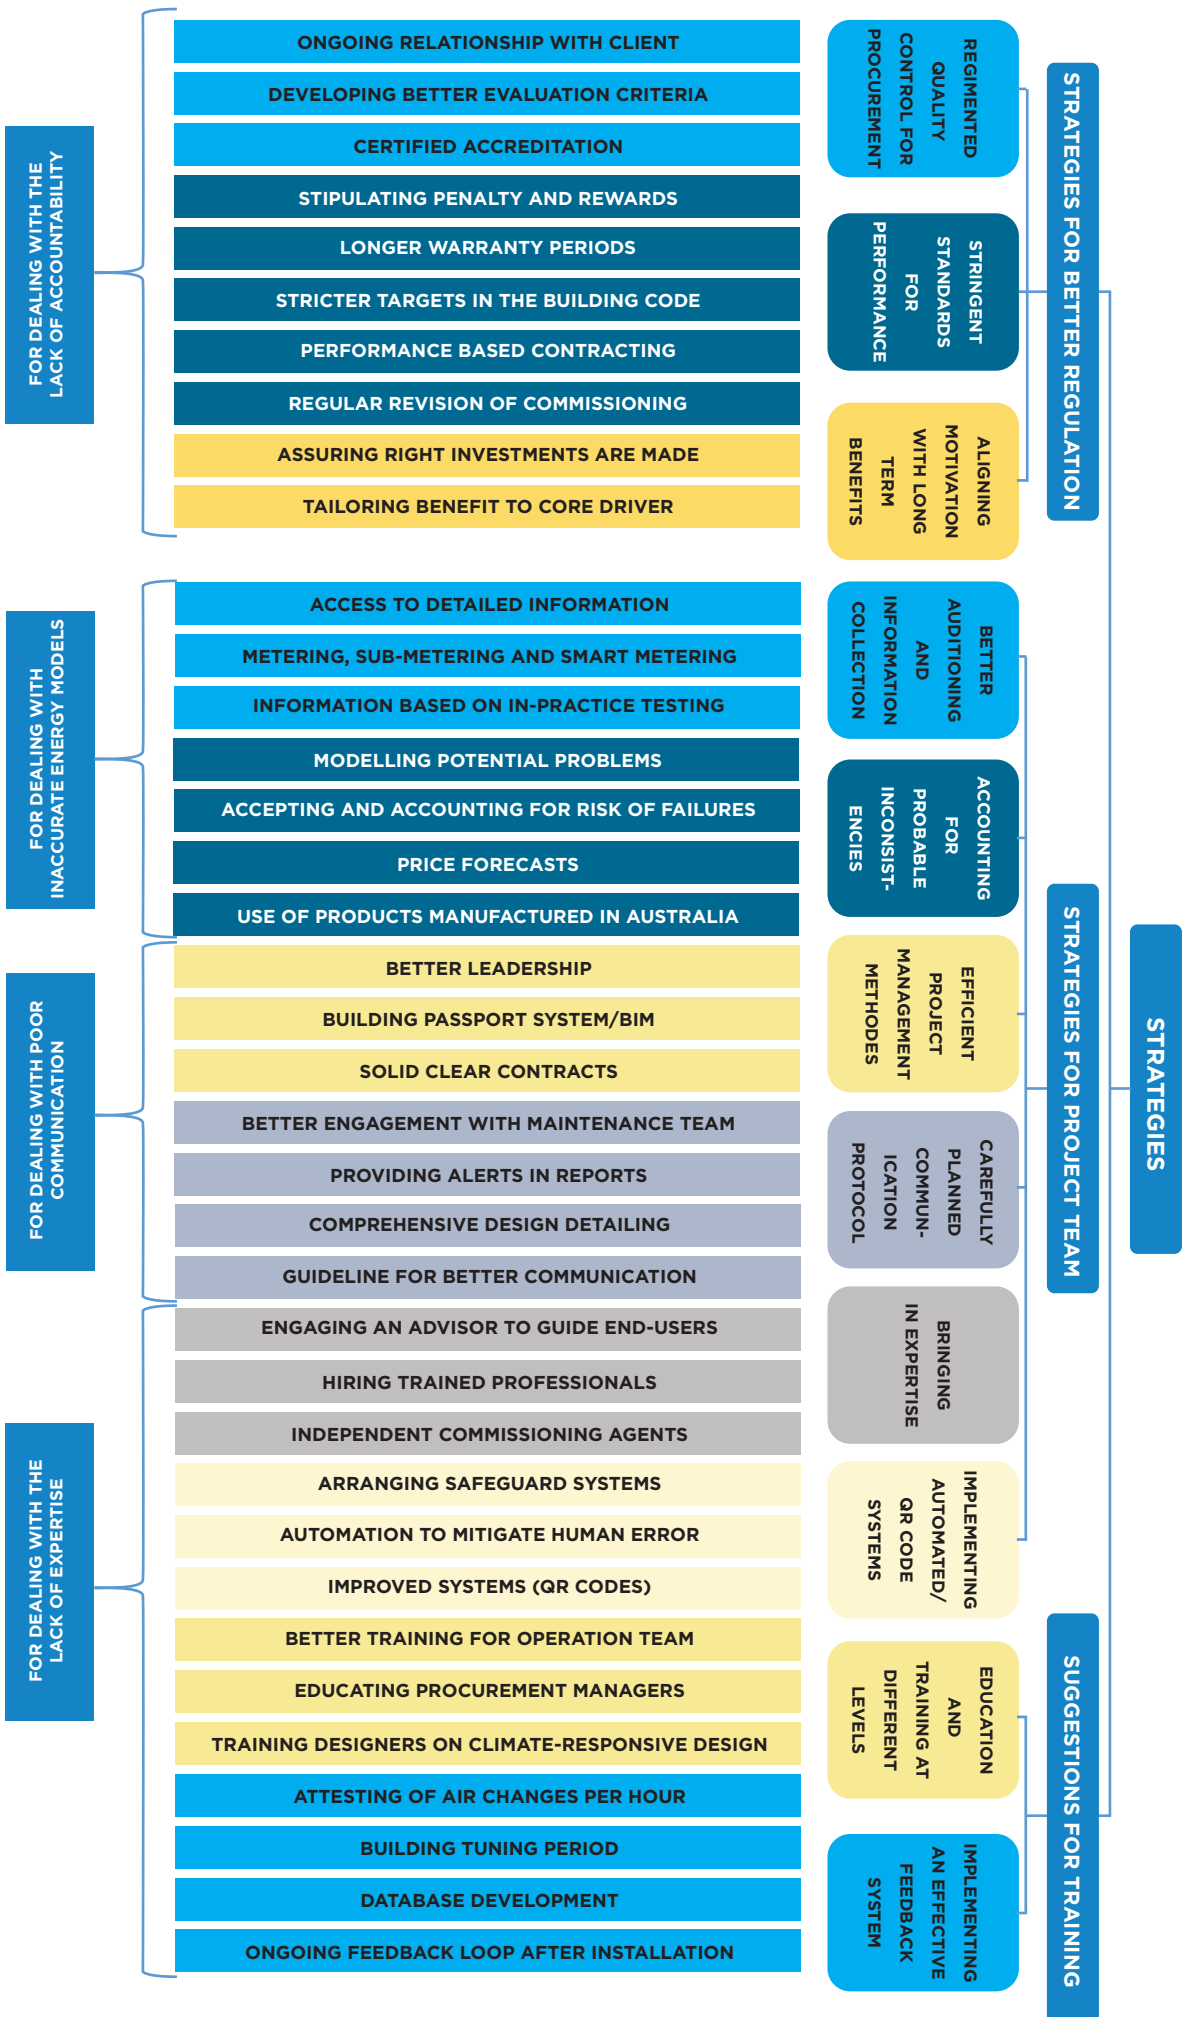 STRATEGIES
STRATEGIES FOR BETTER REGULATION
STRATEGIES FOR PROJECT TEAM
SUGGESTIONS FOR TRAINING
REGIMENTED
QUALITY
CONTROL FOR
PROCUREMENT
STRINGENT
STANDARDS
FOR
PERFORMANCE
ALIGNING
MOTIVATION
WITH LONG
TERM
BENEFITS
BETTER
AUDITIONING
AND
INFORMATION
COLLECTION
ACCOUNTING
FOR
PROBABLE
INCONSIST-
ENCIES
EFFICIENT
PROJECT
MANAGEMENT
METHODES
CAREFULLY
PLANNED
COMMUN-
ICATION
PROTOCOL
BRINGING
IN EXPERTISE
IMPLEMENTING
AUTOMATED/
QR CODE
SYSTEMS
EDUCATION
AND
TRAINING AT
DIFFERENT
LEVELS
IMPLEMENTING
AN EFFECTIVE
FEEDBACK
SYSTEM
ONGOING RELATIONSHIP WITH CLIENT
DEVELOPING BETTER EVALUATION CRITERIA
CERTIFIED ACCREDITATION
STIPULATING PENALTY AND REWARDS
LONGER WARRANTY PERIODS
STRICTER TARGETS IN THE BUILDING CODE
PERFORMANCE BASED CONTRACTING
REGULAR REVISION OF COMMISSIONING
ASSURING RIGHT INVESTMENTS ARE MADE
TAILORING BENEFIT TO CORE DRIVER
ACCESS TO DETAILED INFORMATION
METERING, SUB-METERING AND SMART METERING
INFORMATION BASED ON IN-PRACTICE TESTING
MODELLING POTENTIAL PROBLEMS
ACCEPTING AND ACCOUNTING FOR RISK OF FAILURES
PRICE FORECASTS
USE OF PRODUCTS MANUFACTURED IN AUSTRALIA
BETTER LEADERSHIP
BUILDING PASSPORT SYSTEM/BIM
SOLID CLEAR CONTRACTS
BETTER ENGAGEMENT WITH MAINTENANCE TEAM
PROVIDING ALERTS IN REPORTS
COMPREHENSIVE DESIGN DETAILING
GUIDELINE FOR BETTER COMMUNICATION
ENGAGING AN ADVISOR TO GUIDE END-USERS
HIRING TRAINED PROFESSIONALS
INDEPENDENT COMMISSIONING AGENTS
ARRANGING SAFEGUARD SYSTEMS
AUTOMATION TO MITIGATE HUMAN ERROR
IMPROVED SYSTEMS (QR CODES)
BETTER TRAINING FOR OPERATION TEAM
EDUCATING PROCUREMENT MANAGERS
TRAINING DESIGNERS ON CLIMATE-RESPONSIVE DESIGN
ATTESTING OF AIR CHANGES PER HOUR
BUILDING TUNING PERIOD
DATABASE DEVELOPMENT
ONGOING FEEDBACK LOOP AFTER INSTALLATION
FOR DEALING WITH THE
LACK OF ACCOUNTABILITY
FOR DEALING WITH
INACCURATE ENERGY MODELS
FOR DEALING WITH POOR
COMMUNICATION
FOR DEALING WITH THE
LACK OF EXPERTISE